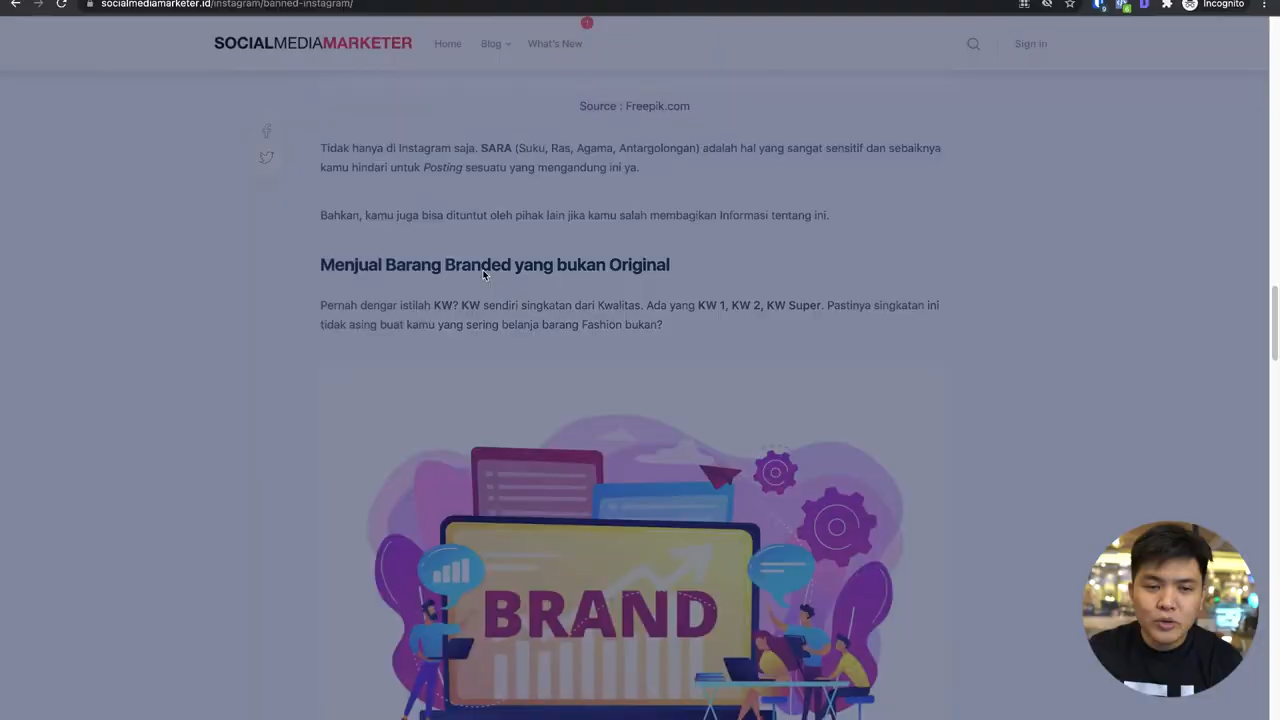 socialmediamarketer.id/instagram/banned-instagram/
Incognito
SOCIALMEDIAMARKETER
Home
Blog
What's New
Sign in
Source : Freepik.com
Tidak hanya di Instagram saja. SARA (Suku, Ras, Agama, Antargolongan) adalah hal yang sangat sensitif dan sebaiknya
kamu hindari untuk Posting sesuatu yang mengandung ini ya.
Bahkan, kamu juga bisa dituntut oleh pihak lain jika kamu salah membagikan Informasi tentang ini.
Menjual Barang Branded yang bukan Original
Pernah dengar istilah KW? KW sendiri singkatan dari Kwalitas. Ada yang KW 1, KW 2, KW Super. Pastinya singkatan ini
tidak asing buat kamu yang sering belanja barang Fashion bukan?
BRAND